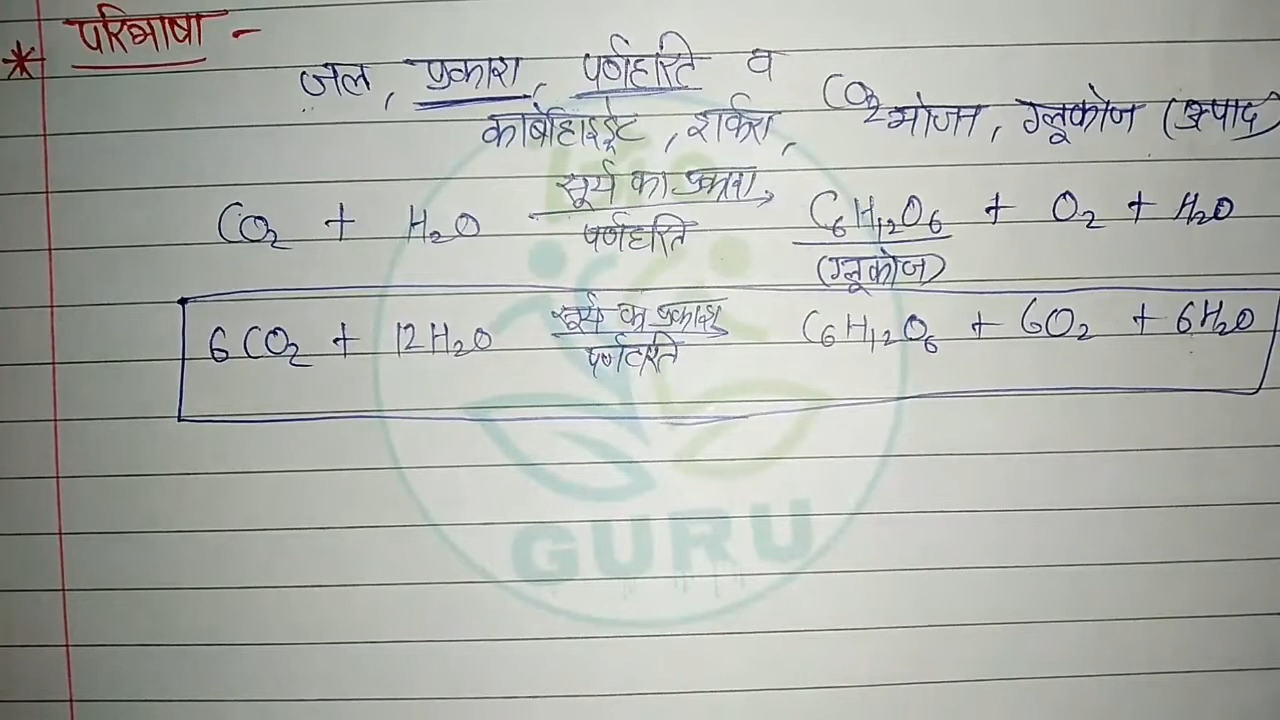 * परिभाषा -
जल, प्रकाश, पर्णहरित व CO2
कार्बोहाइड्रेट, शर्करा, भोजन, ग्लूकोज (उत्पाद)
CO2 + H2O सूर्य का प्रकाश → C6H12O6 + O2 + H2O
पर्णहरित (ग्लूकोज)
6CO2 + 12H2O सूर्य का प्रकाश C6H12O6 + 6O2 + 6H2O
पर्णहरित
GURU